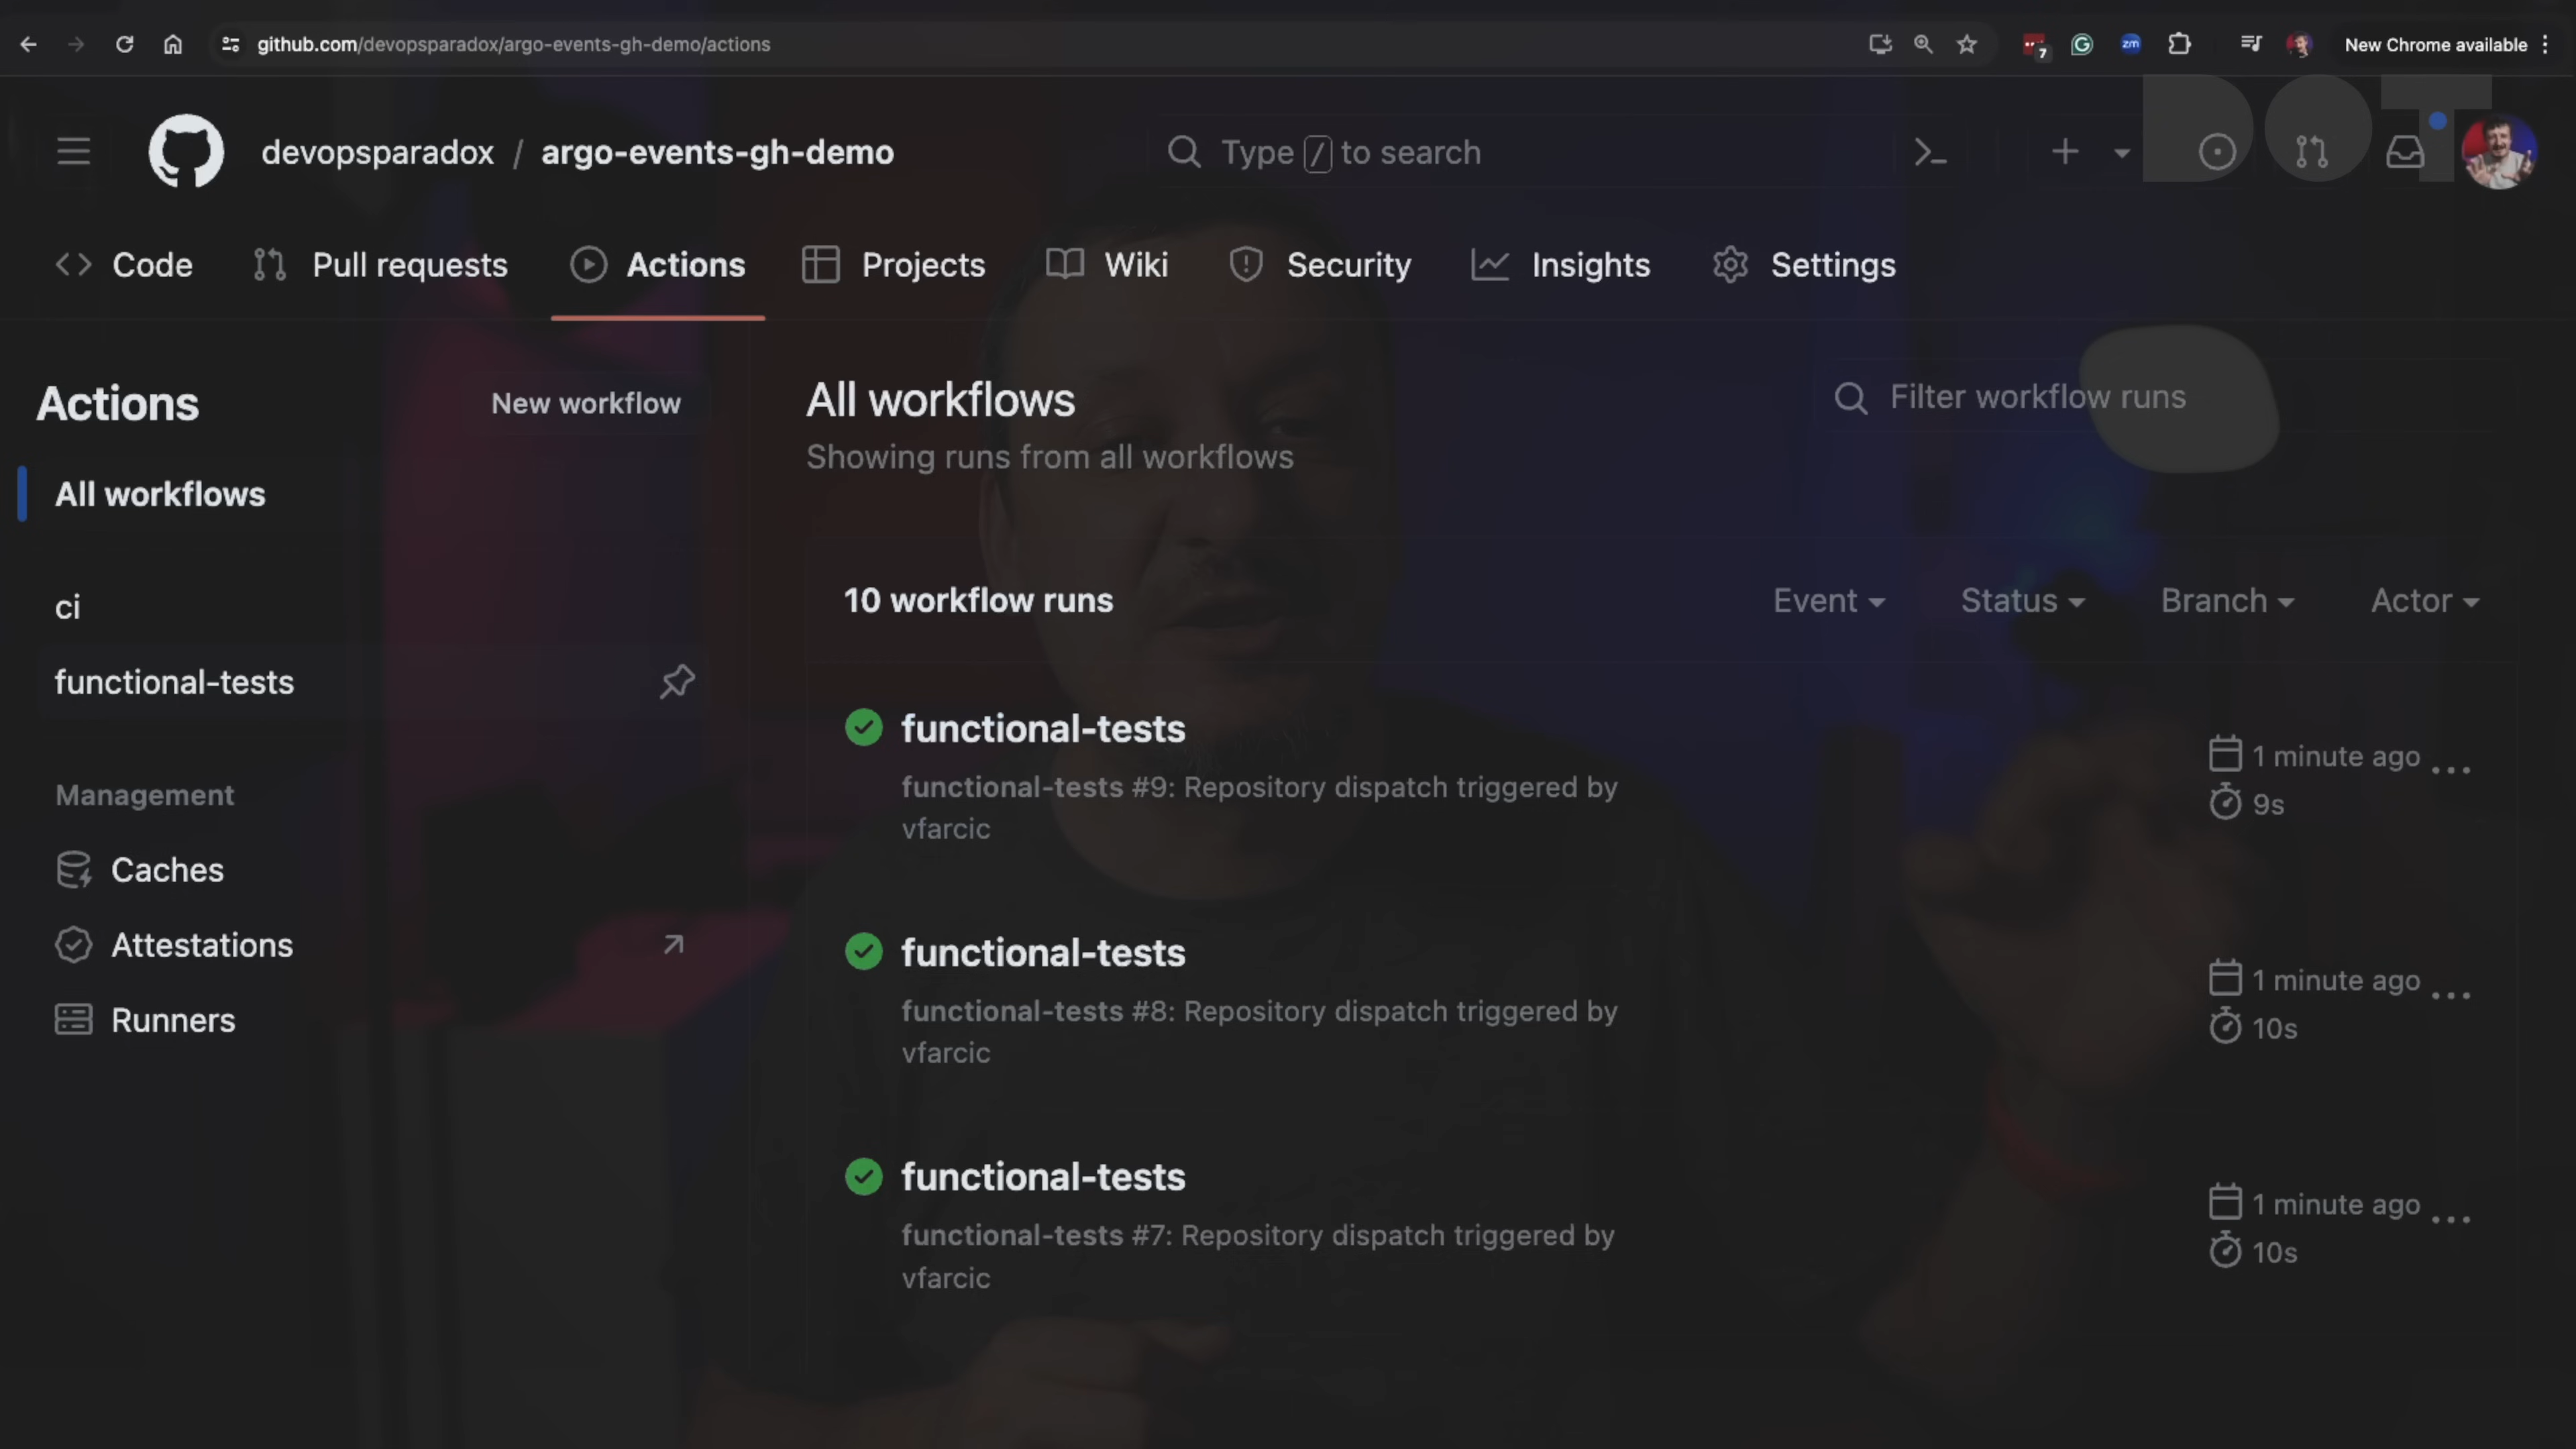 github.com/devopsparadox/argo-events-gh-demo/actions
7
zm
New Chrome available
DOT
devopsparadox / argo-events-gh-demo
Type / to search
Code
Pull requests
Actions
Projects
Wiki
Security
Insights
Settings
Actions
New workflow
All workflows
ci
functional-tests
Management
Caches
Attestations
Runners
All workflows
Showing runs from all workflows
Filter workflow runs
10 workflow runs
Event
Status
Branch
Actor
functional-tests
functional-tests #9: Repository dispatch triggered by
vfarcic
1 minute ago
9s
functional-tests
functional-tests #8: Repository dispatch triggered by
vfarcic
1 minute ago
10s
functional-tests
functional-tests #7: Repository dispatch triggered by
vfarcic
1 minute ago
10s